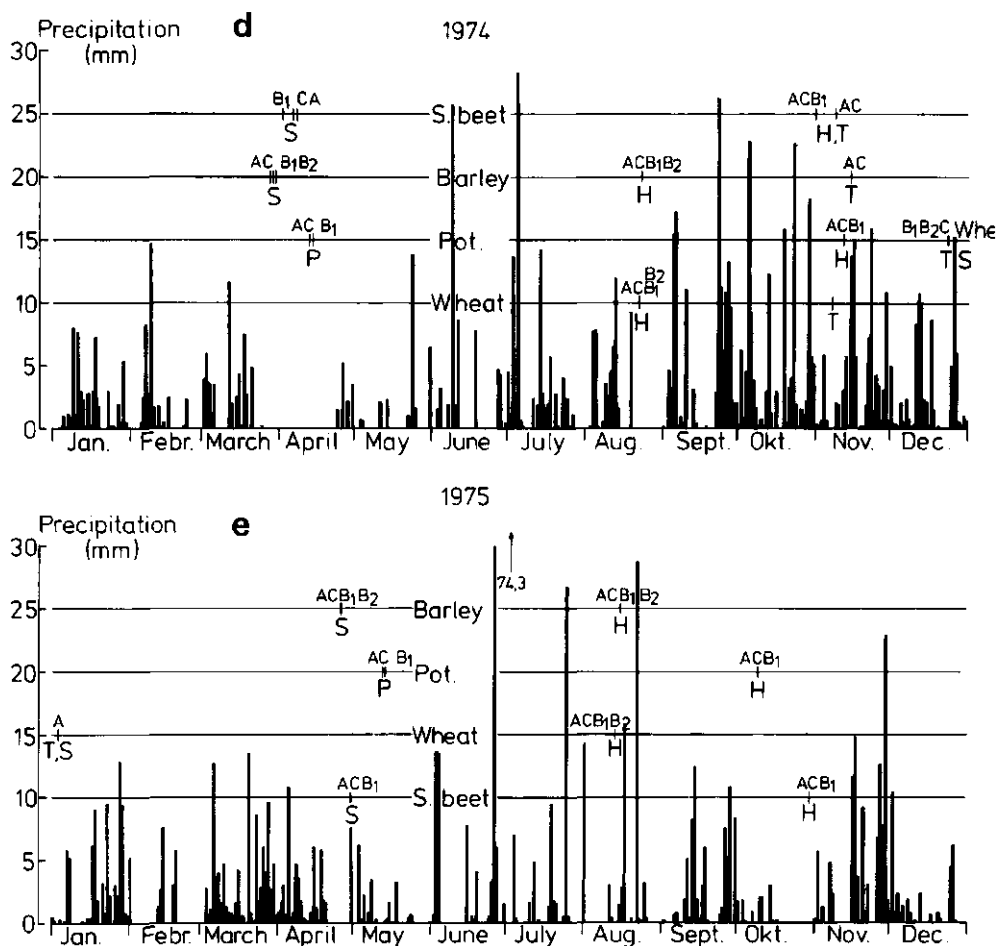 Precipitation
(mm)
d
1974
30
B1 CA
ACB1
AC
25
S.beet
S
H,T
AC B1B2
ACB1B2
AC
20
Barley
S
H
T
AC B1
ACB1
B1B2C
Whe
15
Pot.
P
H
T S
B2
ACB1
10
Wheat
H
T
5
0
Jan. Febr. March April May June July Aug. Sept. Okt. Nov. Dec.
1975
Precipitation
(mm)
e
30
74,3
ACB1B2
ACB1B2
25
Barley
S
H
AC B1
ACB1
20
Pot.
P
H
A
ACB1B2
15
Wheat
T,S
H
ACB1
ACB1
10
S.beet
S
H
5
0
Jan. Febr. March April May June July Aug. Sept. Okt. Nov. Dec.